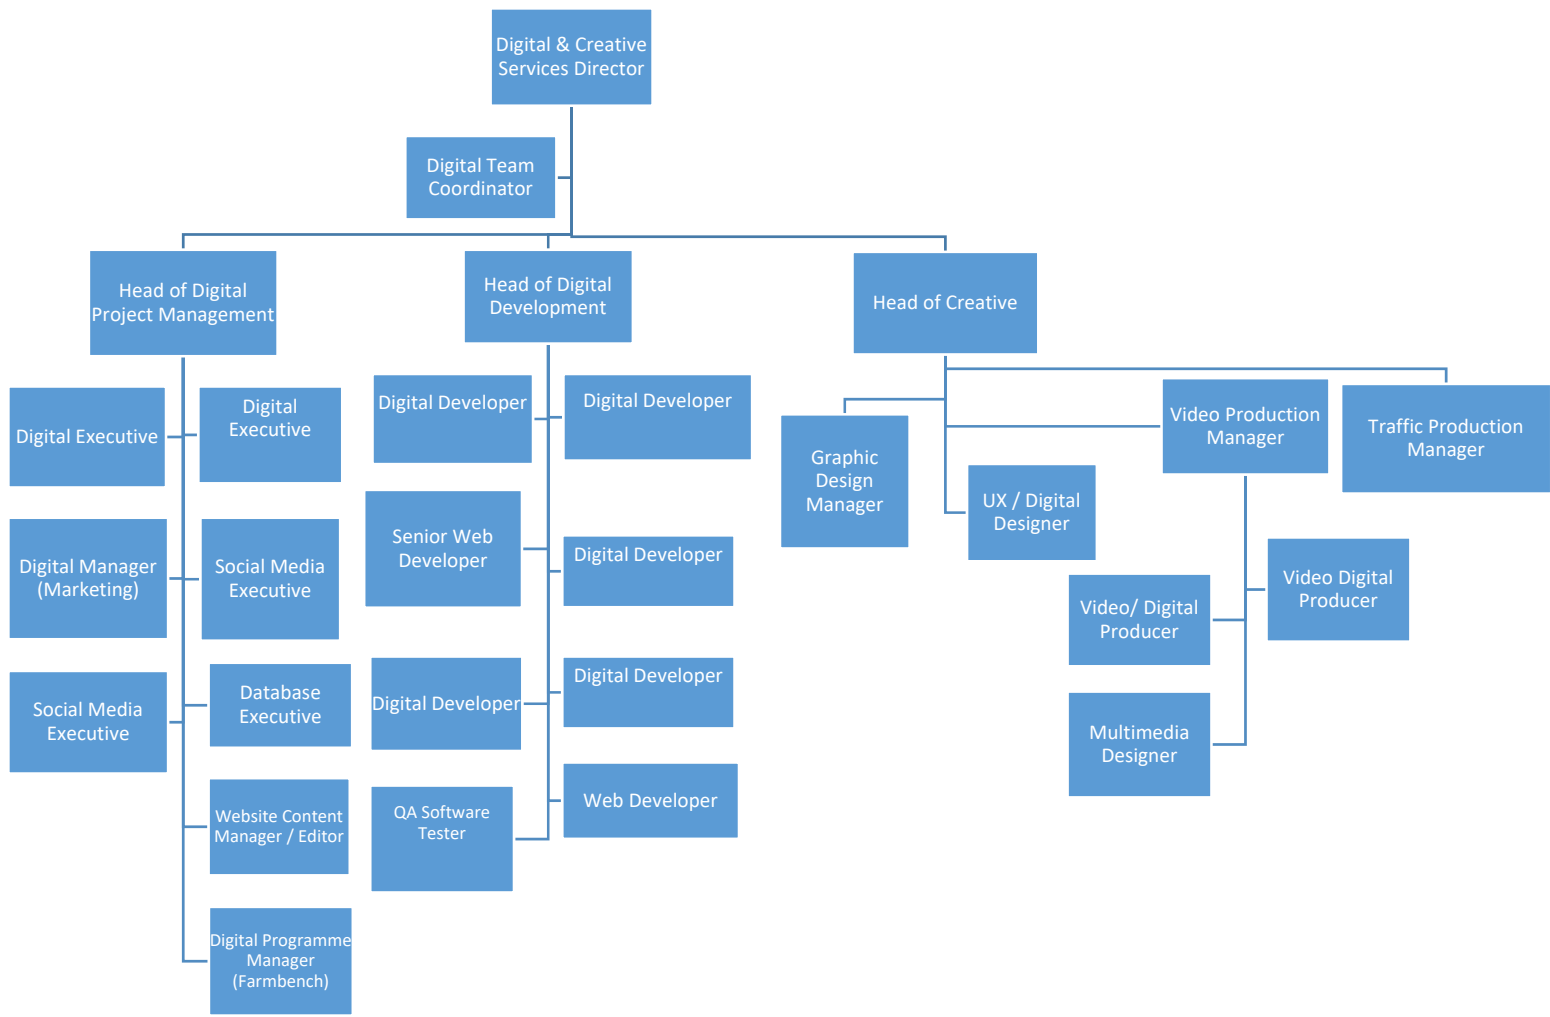 Digital & Creative
Services Director
Digital Team
Coordinator
Head of Digital
Project Management
Head of Digital
Development
Head of Creative
Digital Executive
Digital
Executive
Digital Manager
(Marketing)
Social Media
Executive
Social Media
Executive
Database
Executive
Website Content
Manager / Editor
Digital Programme
Manager
(Farmbench)
Digital Developer
Digital Developer
Senior Web
Developer
Digital Developer
Digital Developer
Digital Developer
QA Software
Tester
Web Developer
Graphic
Design
Manager
UX / Digital
Designer
Video Production
Manager
Traffic Production
Manager
Video/ Digital
Producer
Video Digital
Producer
Multimedia
Designer